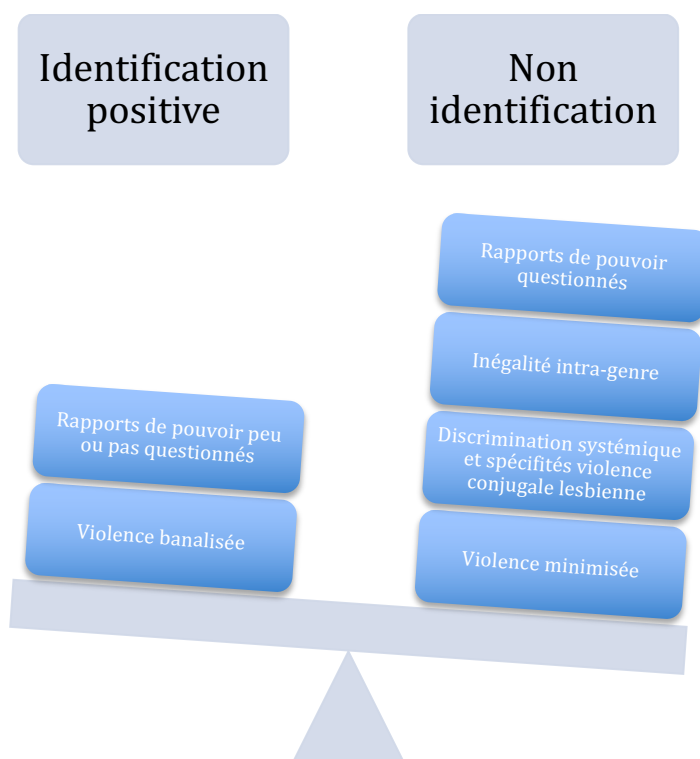 Identification
positive
Non
identification
Rapports de pouvoir
questionnés
Inégalité intra-genre
Discrimination systémique
et spécifités violence
conjugale lesbienne
Violence minimisée
Rapports de pouvoir peu
ou pas questionnés
Violence banalisée